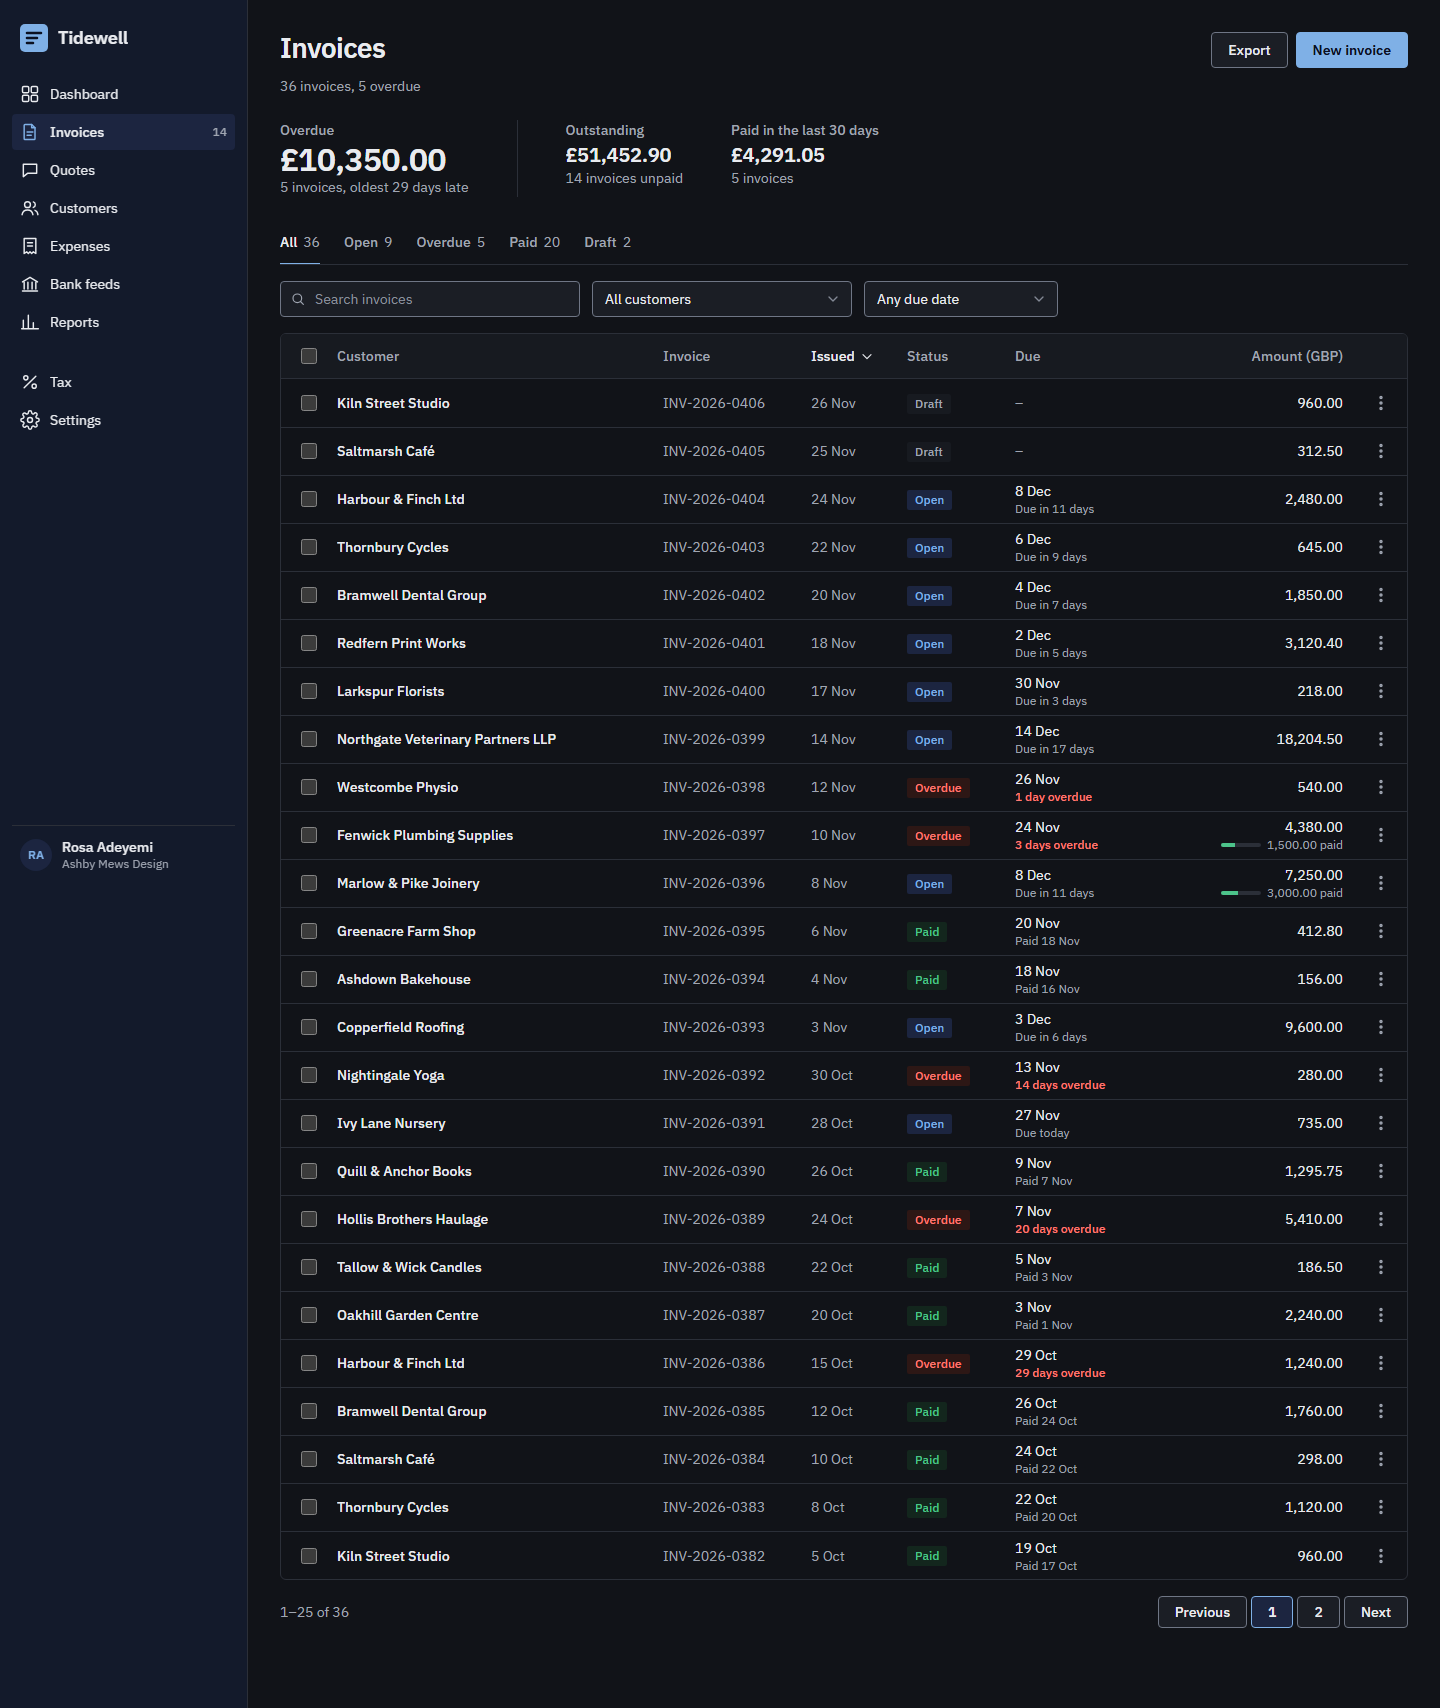 Tidewell
Dashboard
Invoices 14
Quotes
Customers
Expenses
Bank feeds
Reports
Tax
Settings
RA
Rosa Adeyemi
Ashby Mews Design
Invoices
36 invoices, 5 overdue
Export
New invoice
Overdue
£10,350.00
5 invoices, oldest 29 days late
Outstanding
£51,452.90
14 invoices unpaid
Paid in the last 30 days
£4,291.05
5 invoices
All 36 Open 9 Overdue 5 Paid 20 Draft 2
Search invoices
All customers
Any due date
Customer Invoice Issued Status Due Amount (GBP)
Kiln Street Studio INV-2026-0406 26 Nov Draft – 960.00
Saltmarsh Café INV-2026-0405 25 Nov Draft – 312.50
Harbour & Finch Ltd INV-2026-0404 24 Nov Open 8 Dec 2,480.00
Due in 11 days
Thornbury Cycles INV-2026-0403 22 Nov Open 6 Dec 645.00
Due in 9 days
Bramwell Dental Group INV-2026-0402 20 Nov Open 4 Dec 1,850.00
Due in 7 days
Redfern Print Works INV-2026-0401 18 Nov Open 2 Dec 3,120.40
Due in 5 days
Larkspur Florists INV-2026-0400 17 Nov Open 30 Nov 218.00
Due in 3 days
Northgate Veterinary Partners LLP INV-2026-0399 14 Nov Open 14 Dec 18,204.50
Due in 17 days
Westcombe Physio INV-2026-0398 12 Nov Overdue 26 Nov 540.00
1 day overdue
Fenwick Plumbing Supplies INV-2026-0397 10 Nov Overdue 24 Nov 4,380.00
3 days overdue 1,500.00 paid
Marlow & Pike Joinery INV-2026-0396 8 Nov Open 8 Dec 7,250.00
Due in 11 days 3,000.00 paid
Greenacre Farm Shop INV-2026-0395 6 Nov Paid 20 Nov 412.80
Paid 18 Nov
Ashdown Bakehouse INV-2026-0394 4 Nov Paid 18 Nov 156.00
Paid 16 Nov
Copperfield Roofing INV-2026-0393 3 Nov Open 3 Dec 9,600.00
Due in 6 days
Nightingale Yoga INV-2026-0392 30 Oct Overdue 13 Nov 280.00
14 days overdue
Ivy Lane Nursery INV-2026-0391 28 Oct Open 27 Nov 735.00
Due today
Quill & Anchor Books INV-2026-0390 26 Oct Paid 9 Nov 1,295.75
Paid 7 Nov
Hollis Brothers Haulage INV-2026-0389 24 Oct Overdue 7 Nov 5,410.00
20 days overdue
Tallow & Wick Candles INV-2026-0388 22 Oct Paid 5 Nov 186.50
Paid 3 Nov
Oakhill Garden Centre INV-2026-0387 20 Oct Paid 3 Nov 2,240.00
Paid 1 Nov
Harbour & Finch Ltd INV-2026-0386 15 Oct Overdue 29 Oct 1,240.00
29 days overdue
Bramwell Dental Group INV-2026-0385 12 Oct Paid 26 Oct 1,760.00
Paid 24 Oct
Saltmarsh Café INV-2026-0384 10 Oct Paid 24 Oct 298.00
Paid 22 Oct
Thornbury Cycles INV-2026-0383 8 Oct Paid 22 Oct 1,120.00
Paid 20 Oct
Kiln Street Studio INV-2026-0382 5 Oct Paid 19 Oct 960.00
Paid 17 Oct
1–25 of 36
Previous 1 2 Next